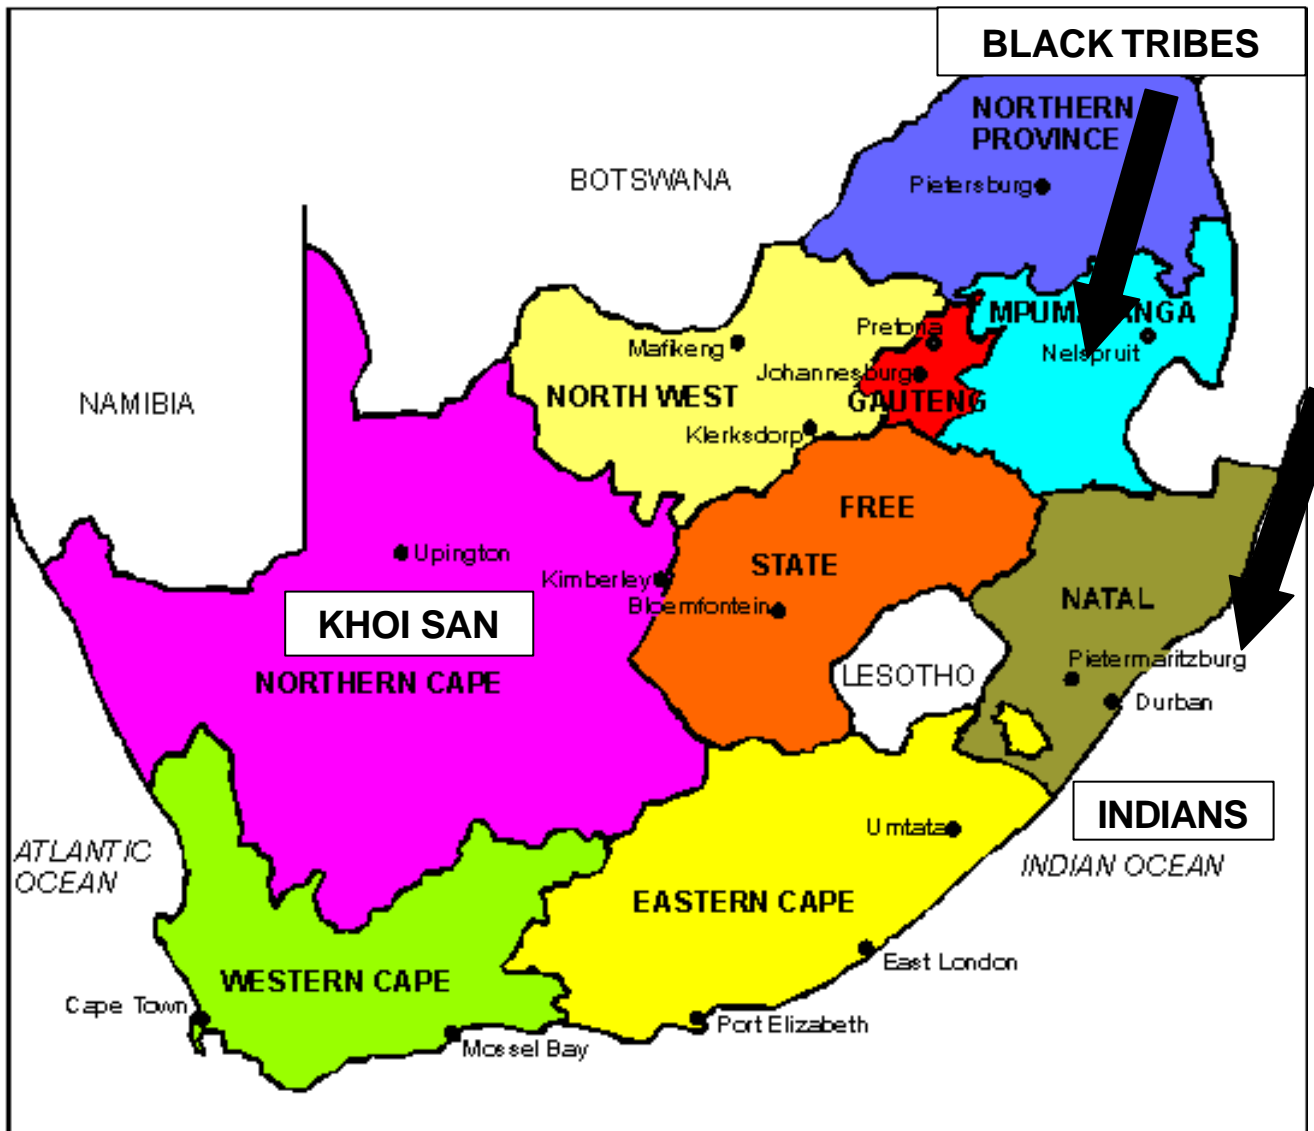 BLACK TRIBES
NORTHERN
PROVINCE
BOTSWANA
Pietersburg
Pretoria
Nelspruit
Mafikeng
Johannesburg
NAMIBIA
NORTH WEST
GAUTENG
Klerksdorp
FREE
STATE
Upington
Kimberley
Bloemfontein
NATAL
KHOI SAN
Pietermaritzburg
LESOTHO
NORTHERN CAPE
Durban
INDIANS
Umtata
ATLANTIC
OCEAN
INDIAN OCEAN
EASTERN CAPE
East London
WESTERN CAPE
Cape Town
Port Elizabeth
Mossel Bay